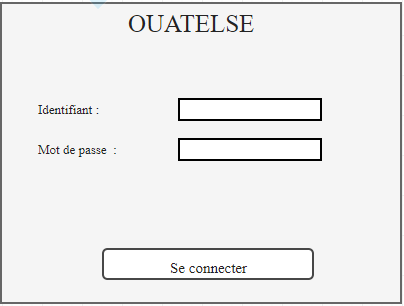 OUATELSE
Identifiant :
Mot de passe :
Se connecter